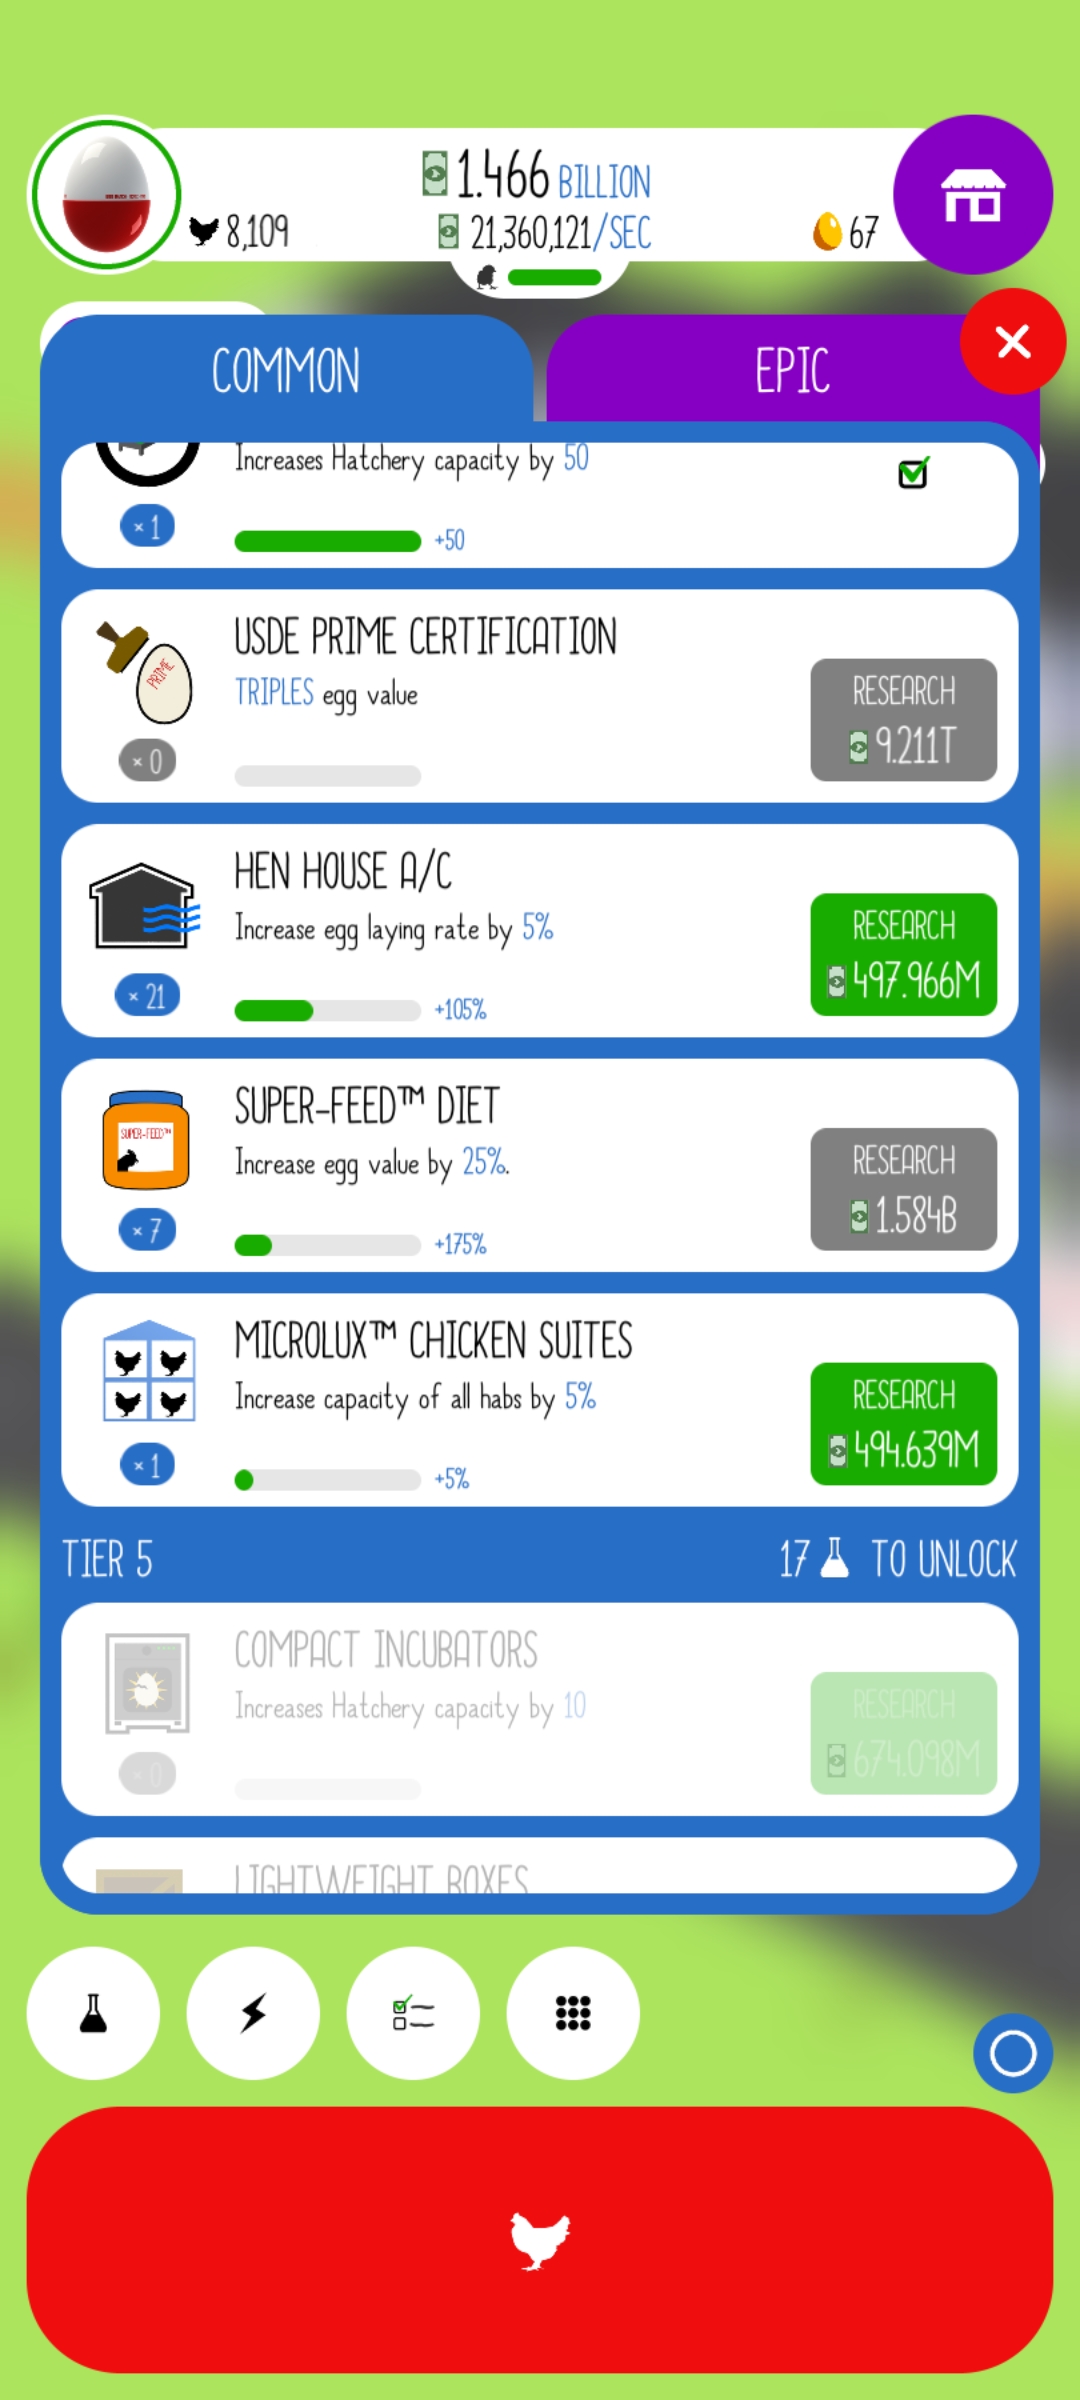 1.466 BILLION
8,109
21,360,121/SEC
67
COMMON
EPIC
Increases Hatchery capacity by 50
× 1
+50
USDE PRIME CERTIFICATION
TRIPLES egg value
PRIME
× 0
RESEARCH
9.211T
HEN HOUSE A/C
Increase egg laying rate by 5%
× 21
+105%
RESEARCH
497.966M
SUPER-FEED™ DIET
Increase egg value by 25%.
SUPER-FEED™
× 7
+175%
RESEARCH
1.584B
MICROLUX™ CHICKEN SUITES
Increase capacity of all habs by 5%
× 1
+5%
RESEARCH
494.639M
TIER 5
17 TO UNLOCK
COMPACT INCUBATORS
Increases Hatchery capacity by 10
× 0
RESEARCH
674.098M
LIGHTWEIGHT BOXES